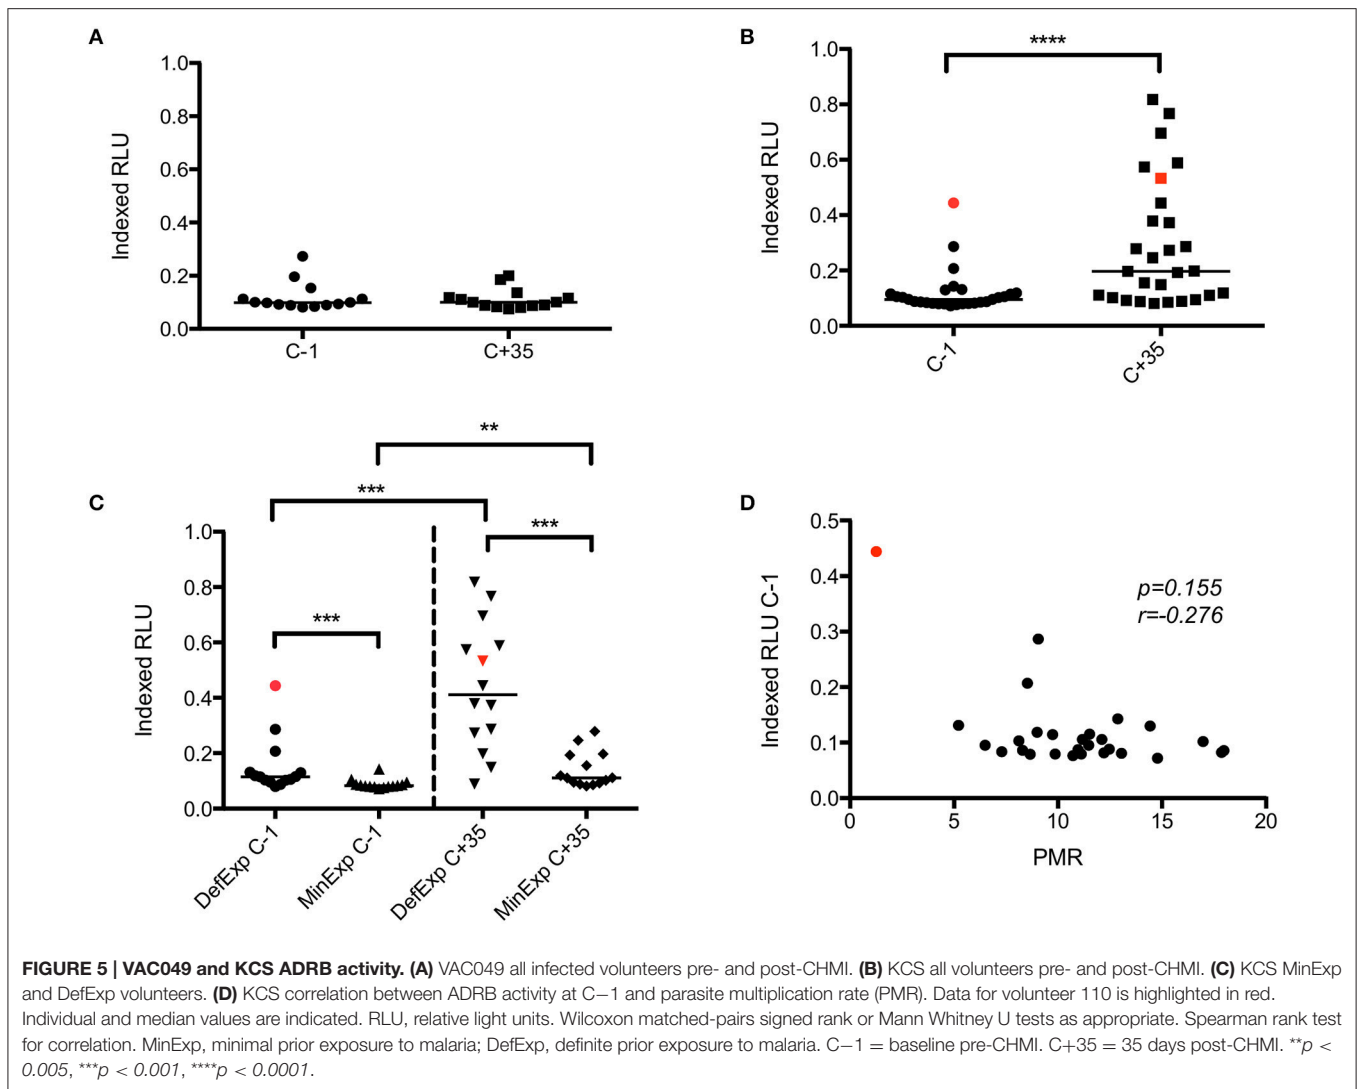 A
Indexed RLU
1.0
0.8
0.6
0.4
0.2
0.0
C-1
C+35
B
Indexed RLU
1.0
0.8
0.6
0.4
0.2
0.0
****
C-1
C+35
C
Indexed RLU
1.0
0.8
0.6
0.4
0.2
0.0
**
***
***
***
DefExp C-1
MinExp C-1
DefExp C+35
MinExp C+35
D
Indexed RLU C-1
0.5
0.4
0.3
0.2
0.1
0.0
p=0.155
r=-0.276
0
5
10
15
20
PMR
FIGURE 5 | VAC049 and KCS ADRB activity. (A) VAC049 all infected volunteers pre- and post-CHMI. (B) KCS all volunteers pre- and post-CHMI. (C) KCS MinExp
and DefExp volunteers. (D) KCS correlation between ADRB activity at C−1 and parasite multiplication rate (PMR). Data for volunteer 110 is highlighted in red.
Individual and median values are indicated. RLU, relative light units. Wilcoxon matched-pairs signed rank or Mann Whitney U tests as appropriate. Spearman rank test
for correlation. MinExp, minimal prior exposure to malaria; DefExp, definite prior exposure to malaria. C−1 = baseline pre-CHMI. C+35 = 35 days post-CHMI. **p <
0.005, ***p < 0.001, ****p < 0.0001.